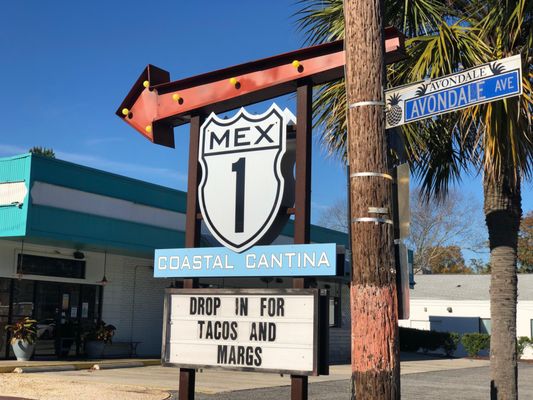 MEX
1
COASTAL CANTINA
DROP IN FOR
TACOS AND
MARGS
AVONDALE
AVONDALE AVE